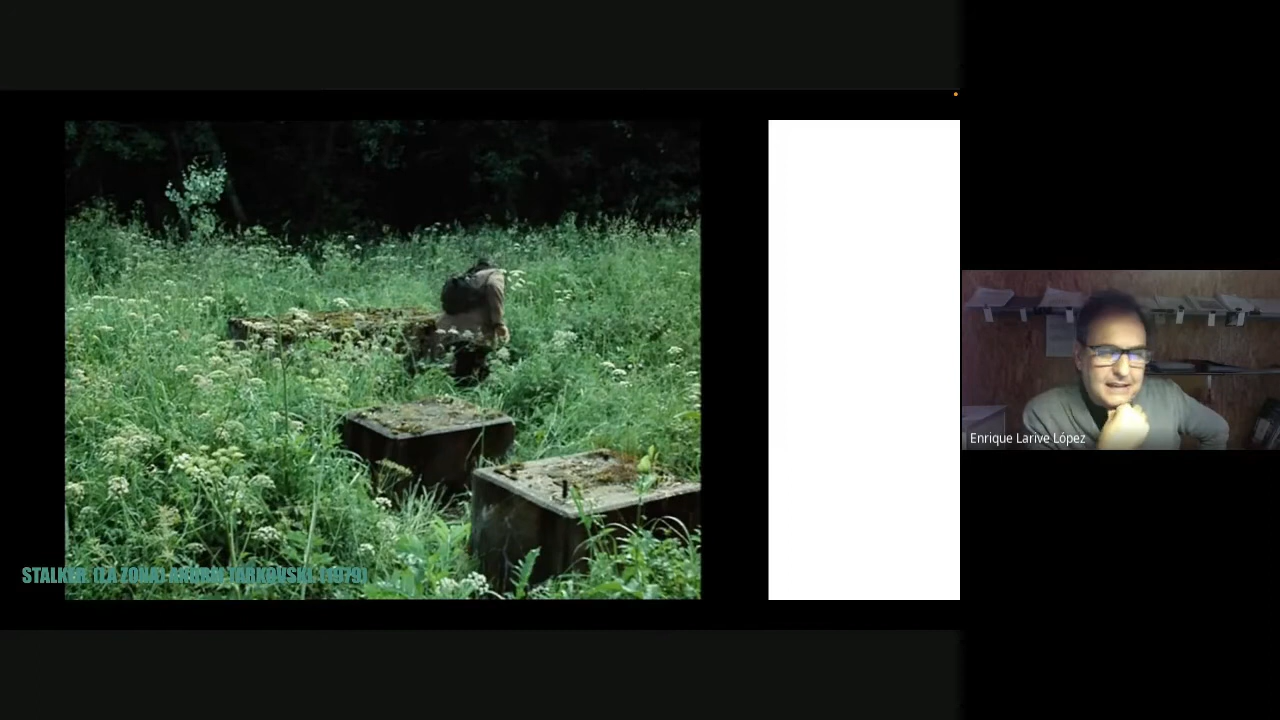 STALKER. (LA ZONA) ANDREI TARKOVSKI. (1979)
Enrique Larive López